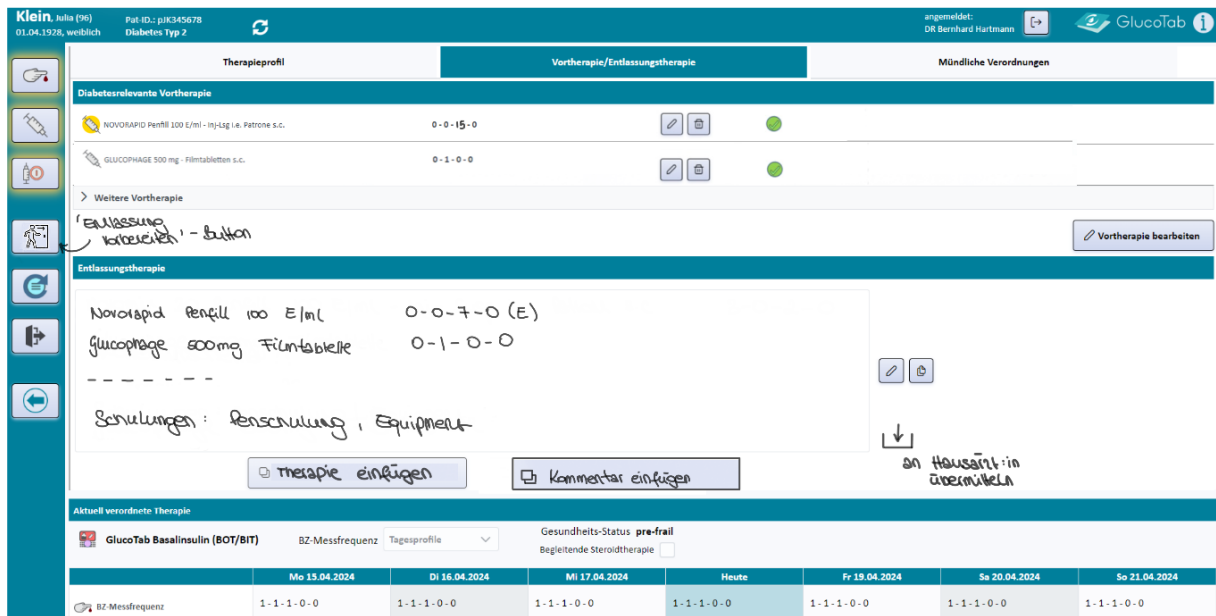 Klein, Julia (96) Pat-ID.: pJK345678
01.04.1928, weiblich Diabetes Typ 2
angemeldet:
DR Bernhard Hartmann
GlucoTab
Therapieprofil Vortherapie/Entlassungstherapie Mündliche Verordnungen
Diabetesrelevante Vortherapie
NOVORAPID Penfill 100 E/ml - Inj-Lsg i.e. Patrone s.c. 0-0-15-0
GLUCOPHAGE 500 mg - Filmtabletten s.c. 0-1-0-0
Weitere Vortherapie
'Entlassung
vorbereiten' - Button
Vortherapie bearbeiten
Entlassungstherapie
Novorapid Penfill 100 E/ml 0-0-7-0 (E)
Glucophage 500mg Filmtablette 0-1-0-0
- - - - - - -
Schulungen: Penschulung, Equipment
Therapie einfügen Kommentar einfügen
an Hausärzt:in
übermitteln
Aktuell verordnete Therapie
GlucoTab Basalinsulin (BOT/BIT) BZ-Messfrequenz Tagesprofile Gesundheits-Status pre-frail
Begleitende Steroidtherapie
Mo 15.04.2024 Di 16.04.2024 Mi 17.04.2024 Heute Fr 19.04.2024 Sa 20.04.2024 So 21.04.2024
BZ-Messfrequenz 1-1-1-0-0 1-1-1-0-0 1-1-1-0-0 1-1-1-0-0 1-1-1-0-0 1-1-1-0-0 1-1-1-0-0